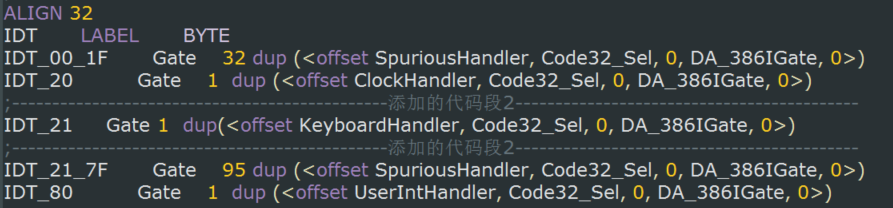 ALIGN 32
IDT LABEL BYTE
IDT_00_1F Gate 32 dup (<offset SpuriousHandler, Code32_Sel, 0, DA_386IGate, 0>)
IDT_20 Gate 1 dup (<offset ClockHandler, Code32_Sel, 0, DA_386IGate, 0>)
;----------------------------------------------添加的代码段2------------------------------------------
IDT_21 Gate 1 dup(<offset KeyboardHandler, Code32_Sel, 0, DA_386IGate, 0>)
;----------------------------------------------添加的代码段2------------------------------------------
IDT_21_7F Gate 95 dup (<offset SpuriousHandler, Code32_Sel, 0, DA_386IGate, 0>)
IDT_80 Gate 1 dup (<offset UserIntHandler, Code32_Sel, 0, DA_386IGate, 0>)